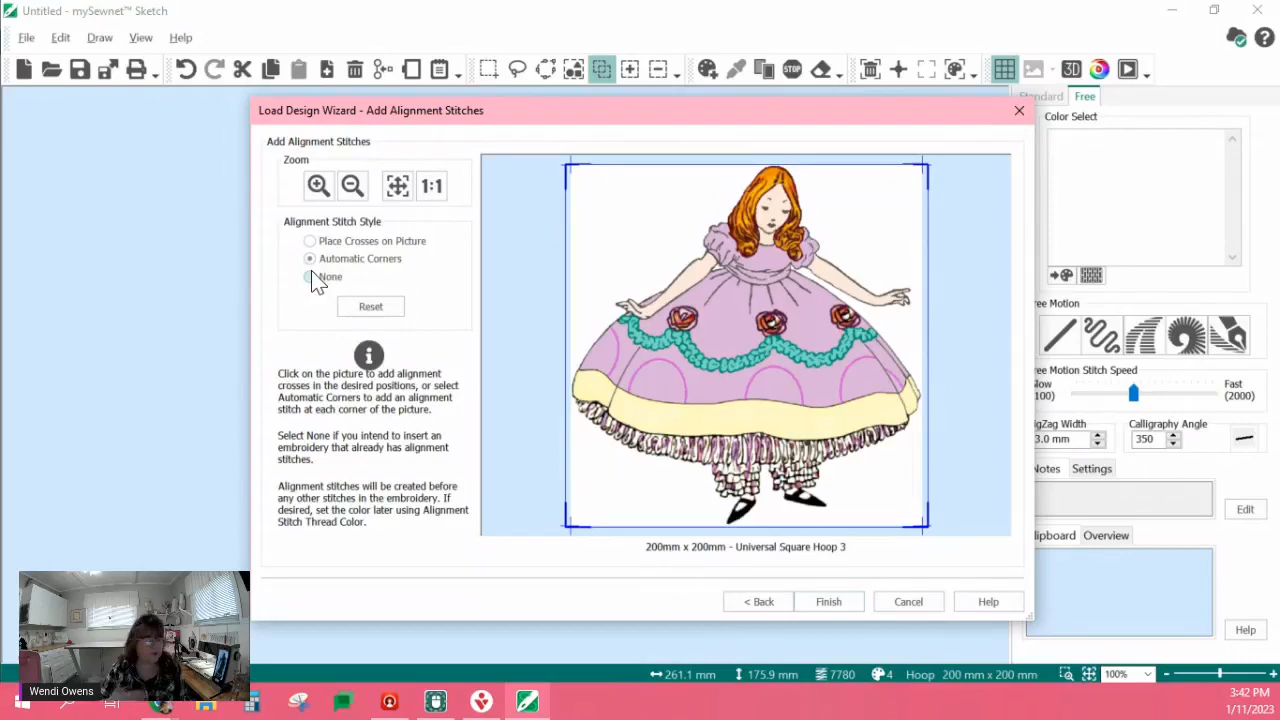 Untitled - mySewnet™ Sketch
File Edit Draw View Help
STOP
3D
Load Design Wizard - Add Alignment Stitches
Standard Free
Color Select
Add Alignment Stitches
Zoom
1:1
Alignment Stitch Style
Place Crosses on Picture
Automatic Corners
None
Reset
Click on the picture to add alignment
crosses in the desired positions, or select
Automatic Corners to add an alignment
stitch at each corner of the picture.
Select None if you intend to insert an
embroidery that already has alignment
stitches.
Alignment stitches will be created before
any other stitches in the embroidery. If
desired, set the color later using Alignment
Stitch Thread Color.
200mm x 200mm - Universal Square Hoop 3
< Back Finish Cancel Help
ree Motion
ree Motion Stitch Speed
low
100)
Fast
(2000)
igZag Width
3.0 mm
Calligraphy Angle
350
Notes Settings
Edit
lipboard Overview
Help
261.1 mm 175.9 mm 7780 4 Hoop 200 mm x 200 mm 100%
Wendi Owens
3:42 PM
1/11/2023